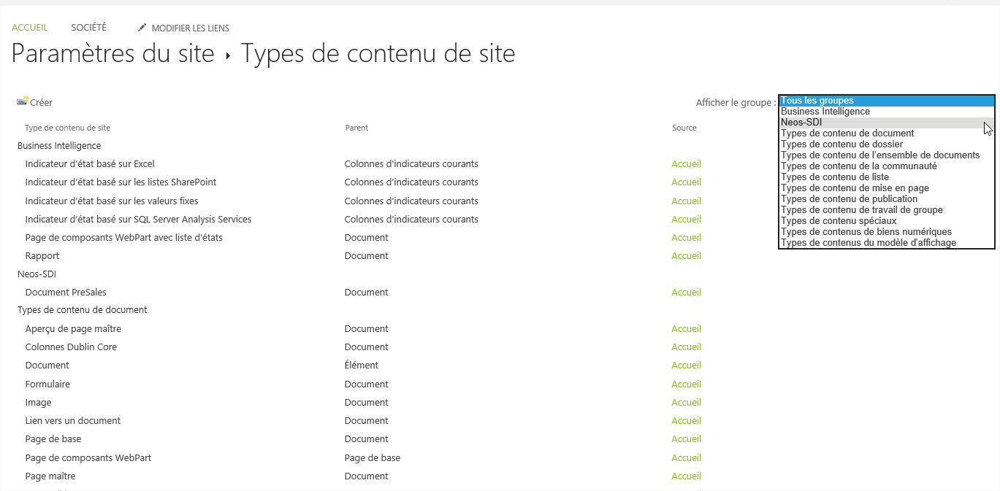 ACCUEIL SOCIÉTÉ MODIFIER LES LIENS
Paramètres du site ▸ Types de contenu de site
Créer
Afficher le groupe :
Tous les groupes
Business Intelligence
Neos-SDI
Types de contenu de document
Types de contenu de dossier
Types de contenu de l'ensemble de documents
Types de contenu de la communauté
Types de contenu de liste
Types de contenu de mise en page
Types de contenu de publication
Types de contenu de travail de groupe
Types de contenu spéciaux
Types de contenus de biens numériques
Types de contenus du modèle d'affichage
Type de contenu de site Parent Source
Business Intelligence
Indicateur d'état basé sur Excel Colonnes d'indicateurs courants Accueil
Indicateur d'état basé sur les listes SharePoint Colonnes d'indicateurs courants Accueil
Indicateur d'état basé sur les valeurs fixes Colonnes d'indicateurs courants Accueil
Indicateur d'état basé sur SQL Server Analysis Services Colonnes d'indicateurs courants Accueil
Page de composants WebPart avec liste d'états Document Accueil
Rapport Document Accueil
Neos-SDI
Document PreSales Document Accueil
Types de contenu de document
Aperçu de page maître Document Accueil
Colonnes Dublin Core Document Accueil
Document Élément Accueil
Formulaire Document Accueil
Image Document Accueil
Lien vers un document Document Accueil
Page de base Document Accueil
Page de composants WebPart Page de base Accueil
Page maître Document Accueil